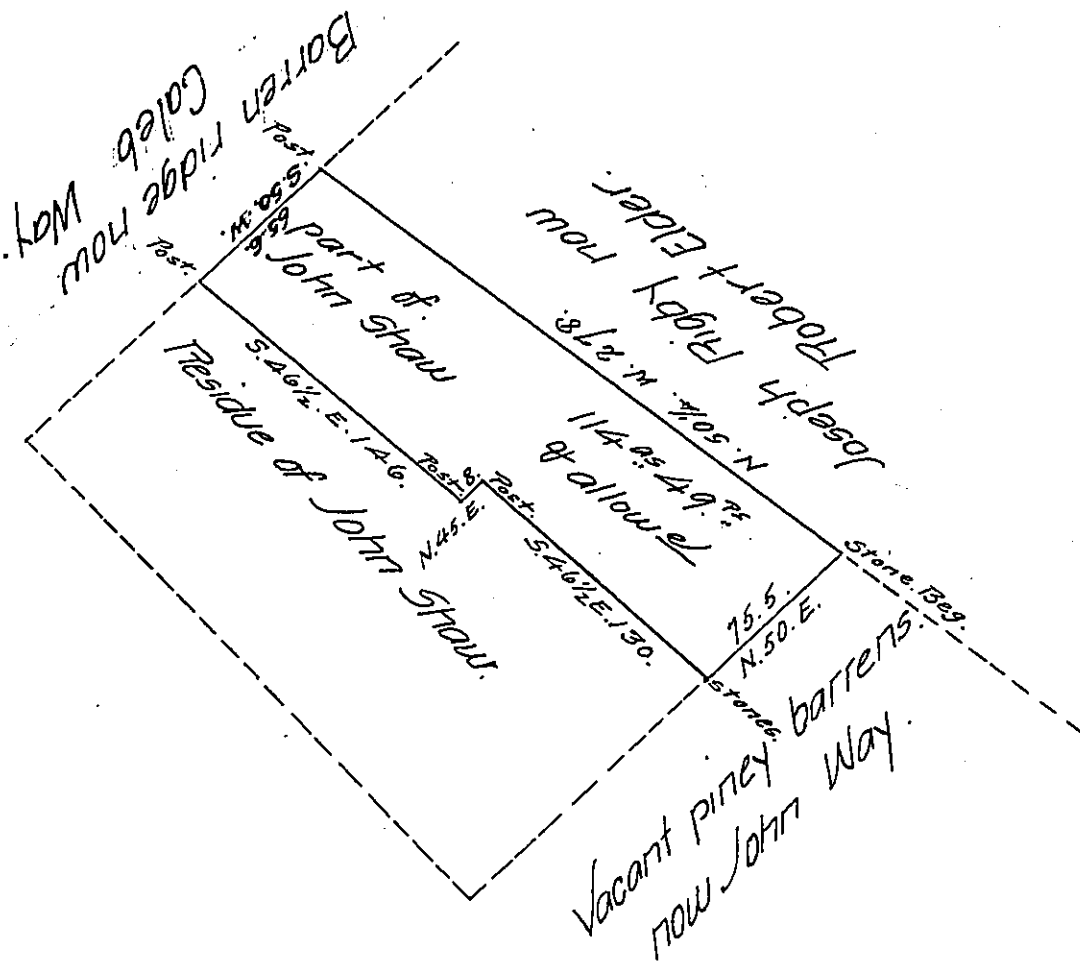 Barren ridge now
Caleb Way.
Post.
S.50.W.
65.6
Post.
part of.
John Shaw
Joseph Rigby now
Robert Elder.
N. 50¼. W. 278.
114 as 49. ps
& allowe
S.46½.E.146.
Post.
8.
Post.
N.45.E.
S.46½E.130.
Residue of John Shaw.
75.5.
N.50.E.
Stone. Beg.
stones.
Vacant piney barrens.
now John Way.